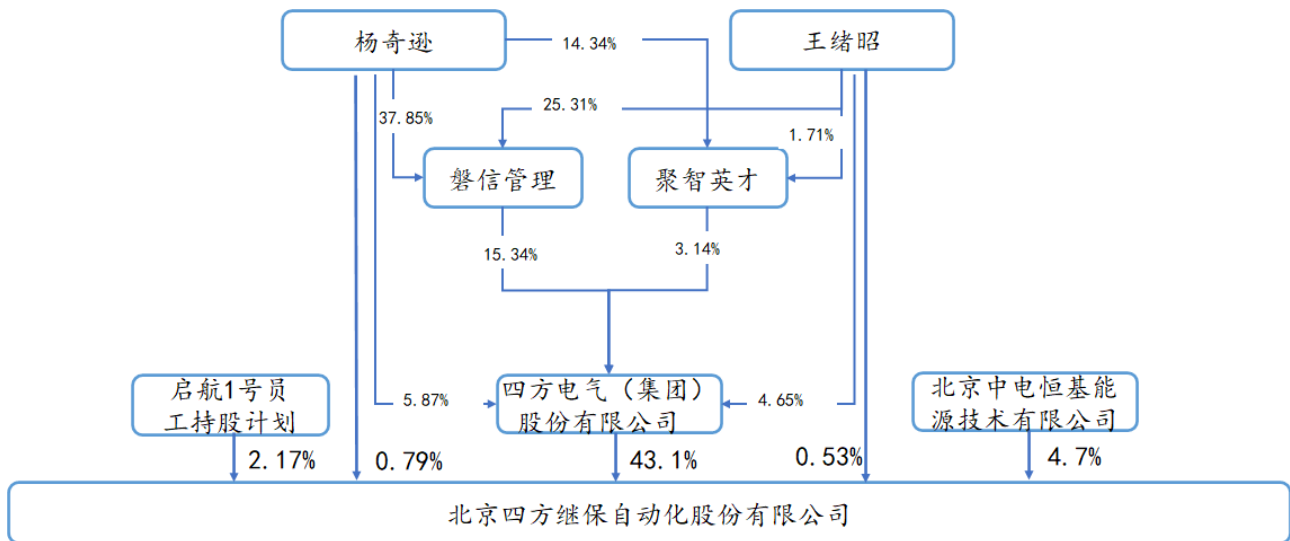 杨奇逊
14.34%
王绪昭
25.31%
37.85%
1.71%
磐信管理
聚智英才
15.34%
3.14%
启航1号员
工持股计划
5.87%
四方电气（集团）
股份有限公司
4.65%
北京中电恒基能
源技术有限公司
2.17%
0.79%
43.1%
0.53%
4.7%
北京四方继保自动化股份有限公司